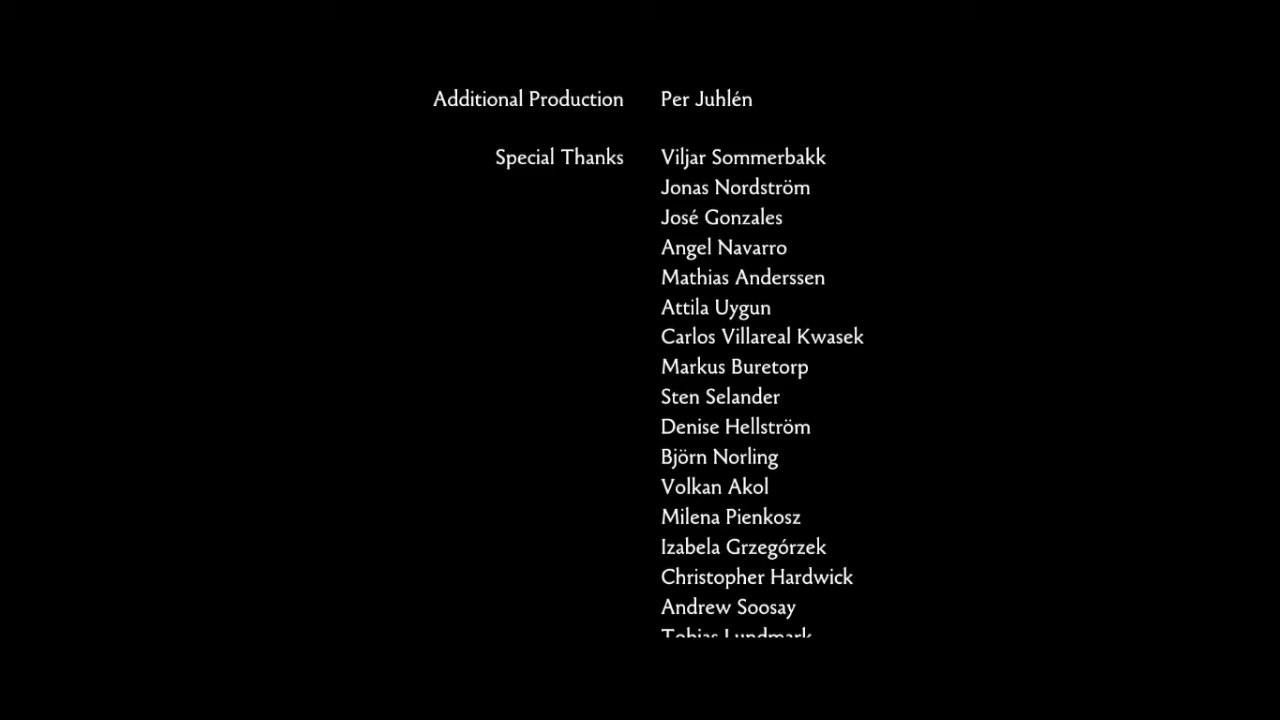 Additional Production Per Juhlén
Special Thanks Viljar Sommerbakk
Jonas Nordström
José Gonzales
Angel Navarro
Mathias Anderssen
Attila Uygun
Carlos Villareal Kwasek
Markus Buretorp
Sten Selander
Denise Hellström
Björn Norling
Volkan Akol
Milena Pienkosz
Izabela Grzegórzek
Christopher Hardwick
Andrew Soosay
Tobias Lundmark